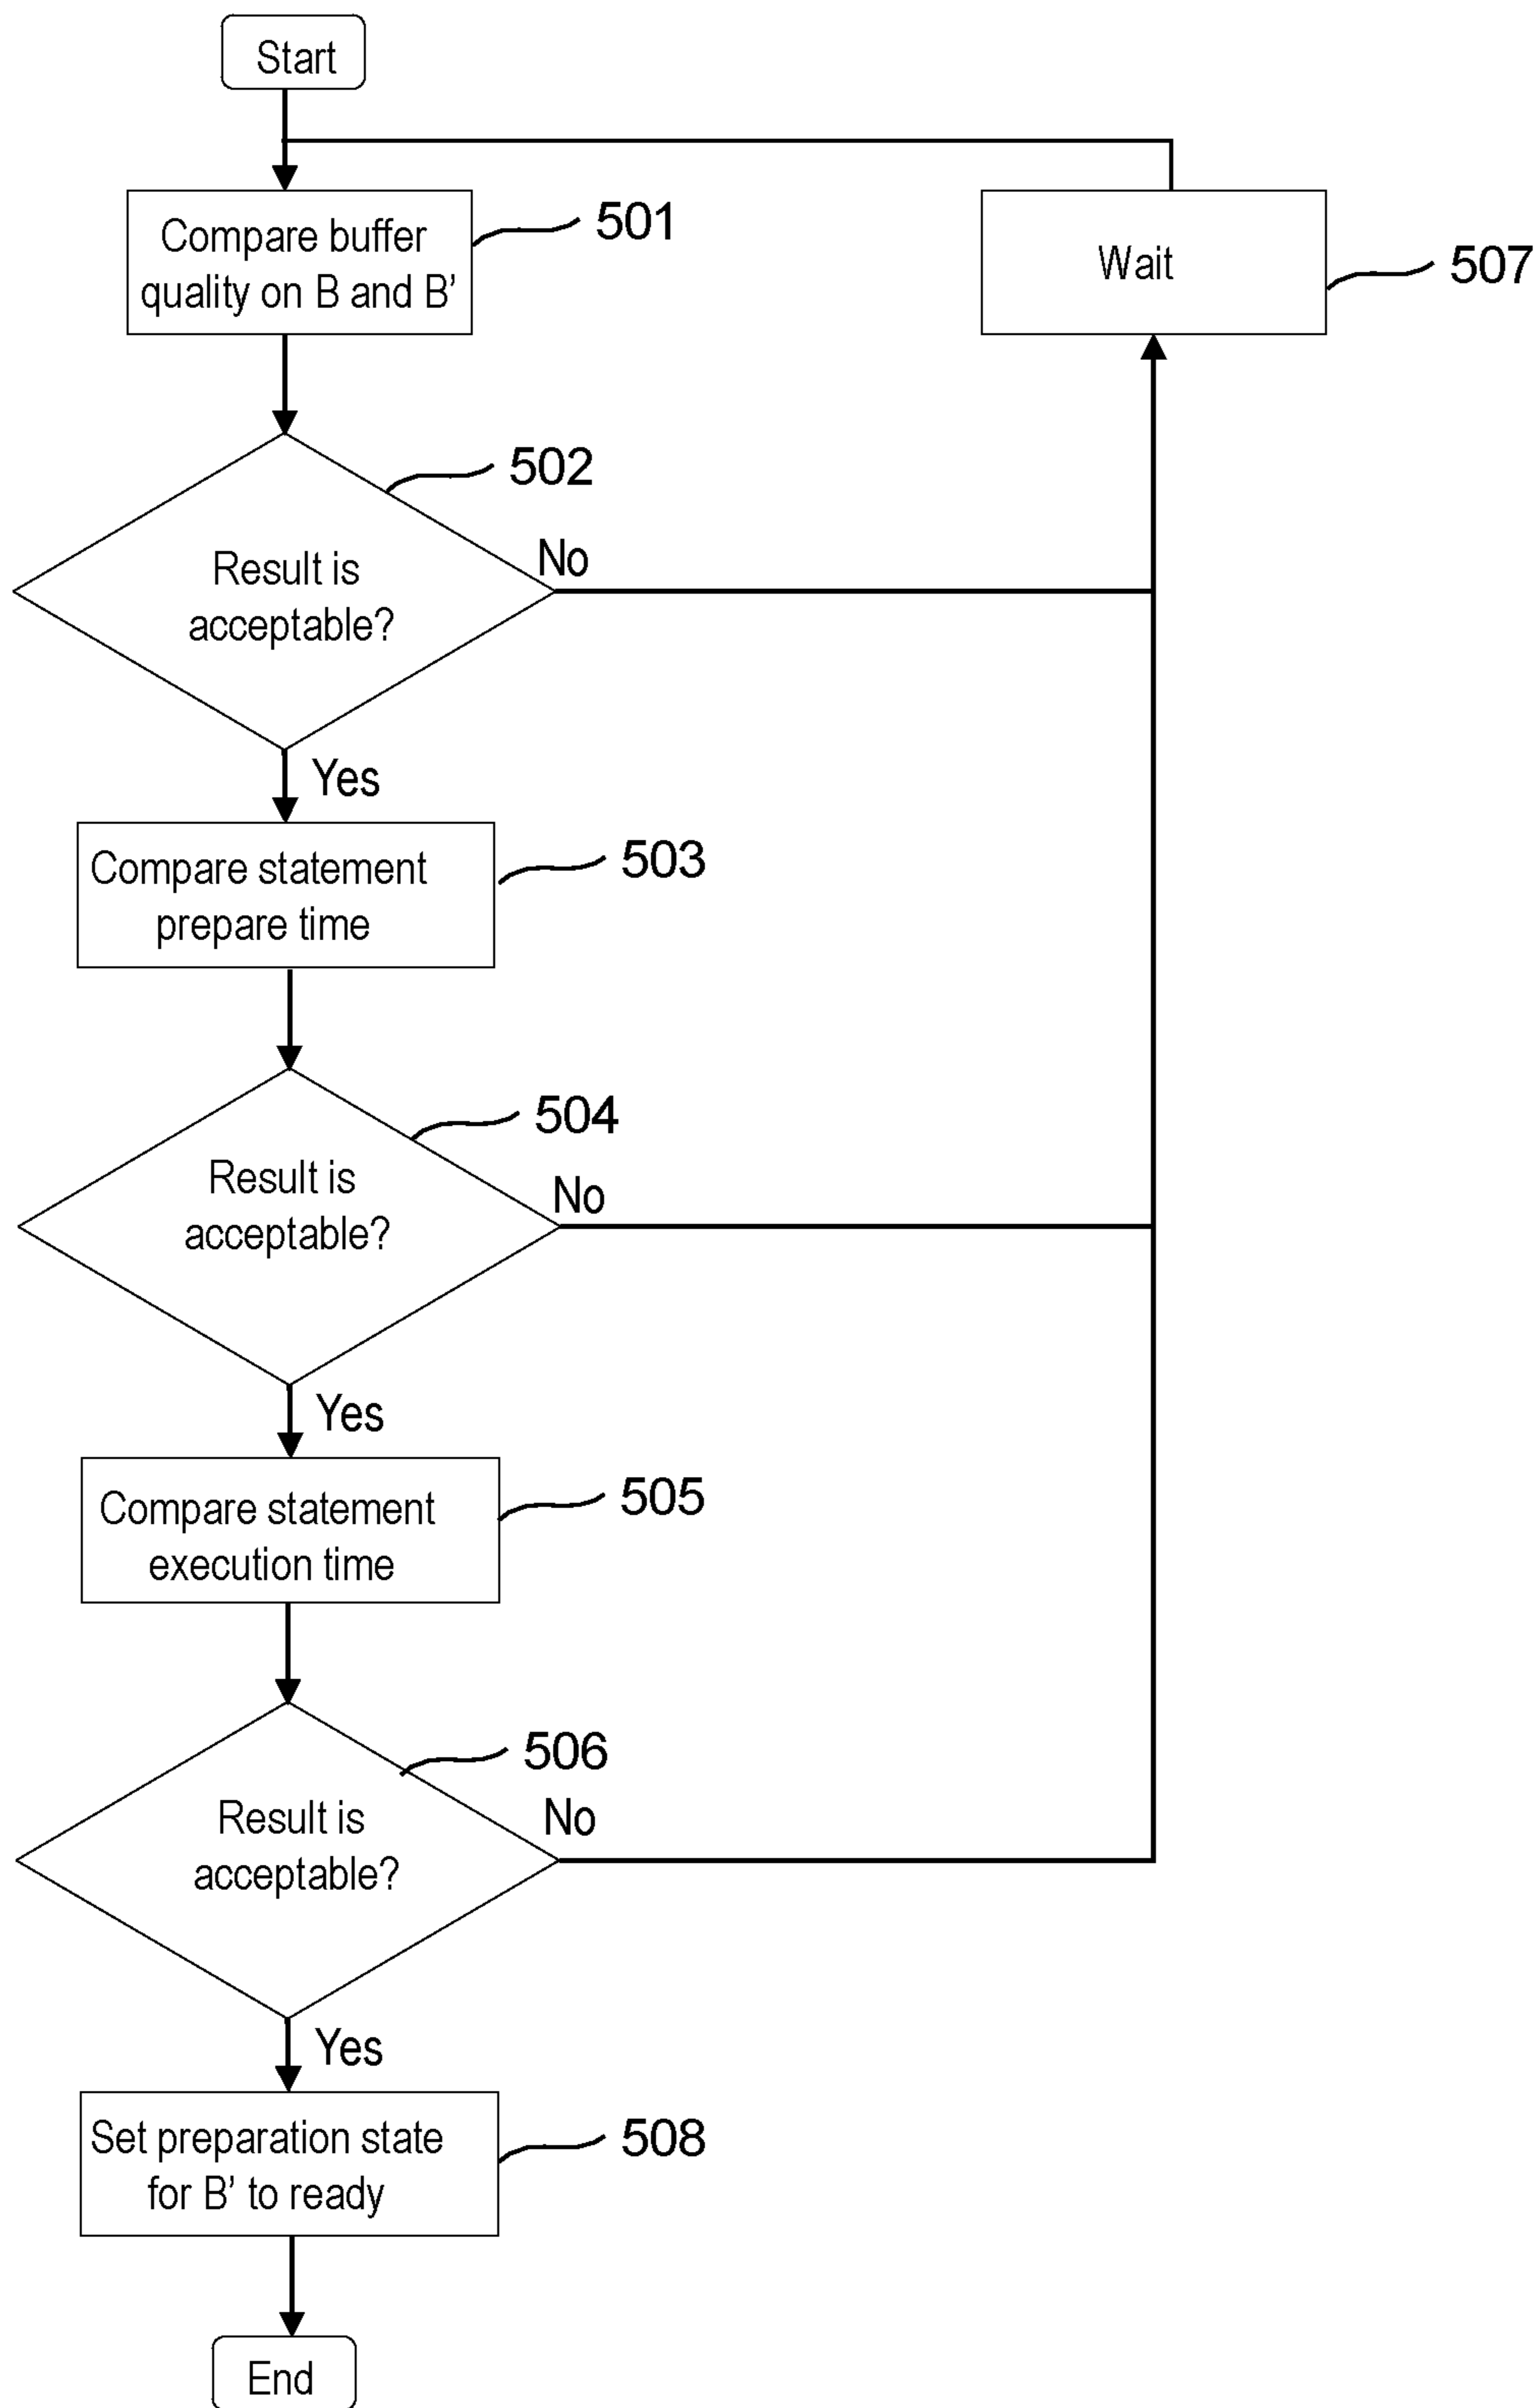 Start
Compare buffer
quality on B and B’
501
Wait
507
502
Result is
acceptable?
No
Yes
Compare statement
prepare time
503
504
Result is
acceptable?
No
Yes
Compare statement
execution time
505
506
Result is
acceptable?
No
Yes
Set preparation state
for B’ to ready
508
End